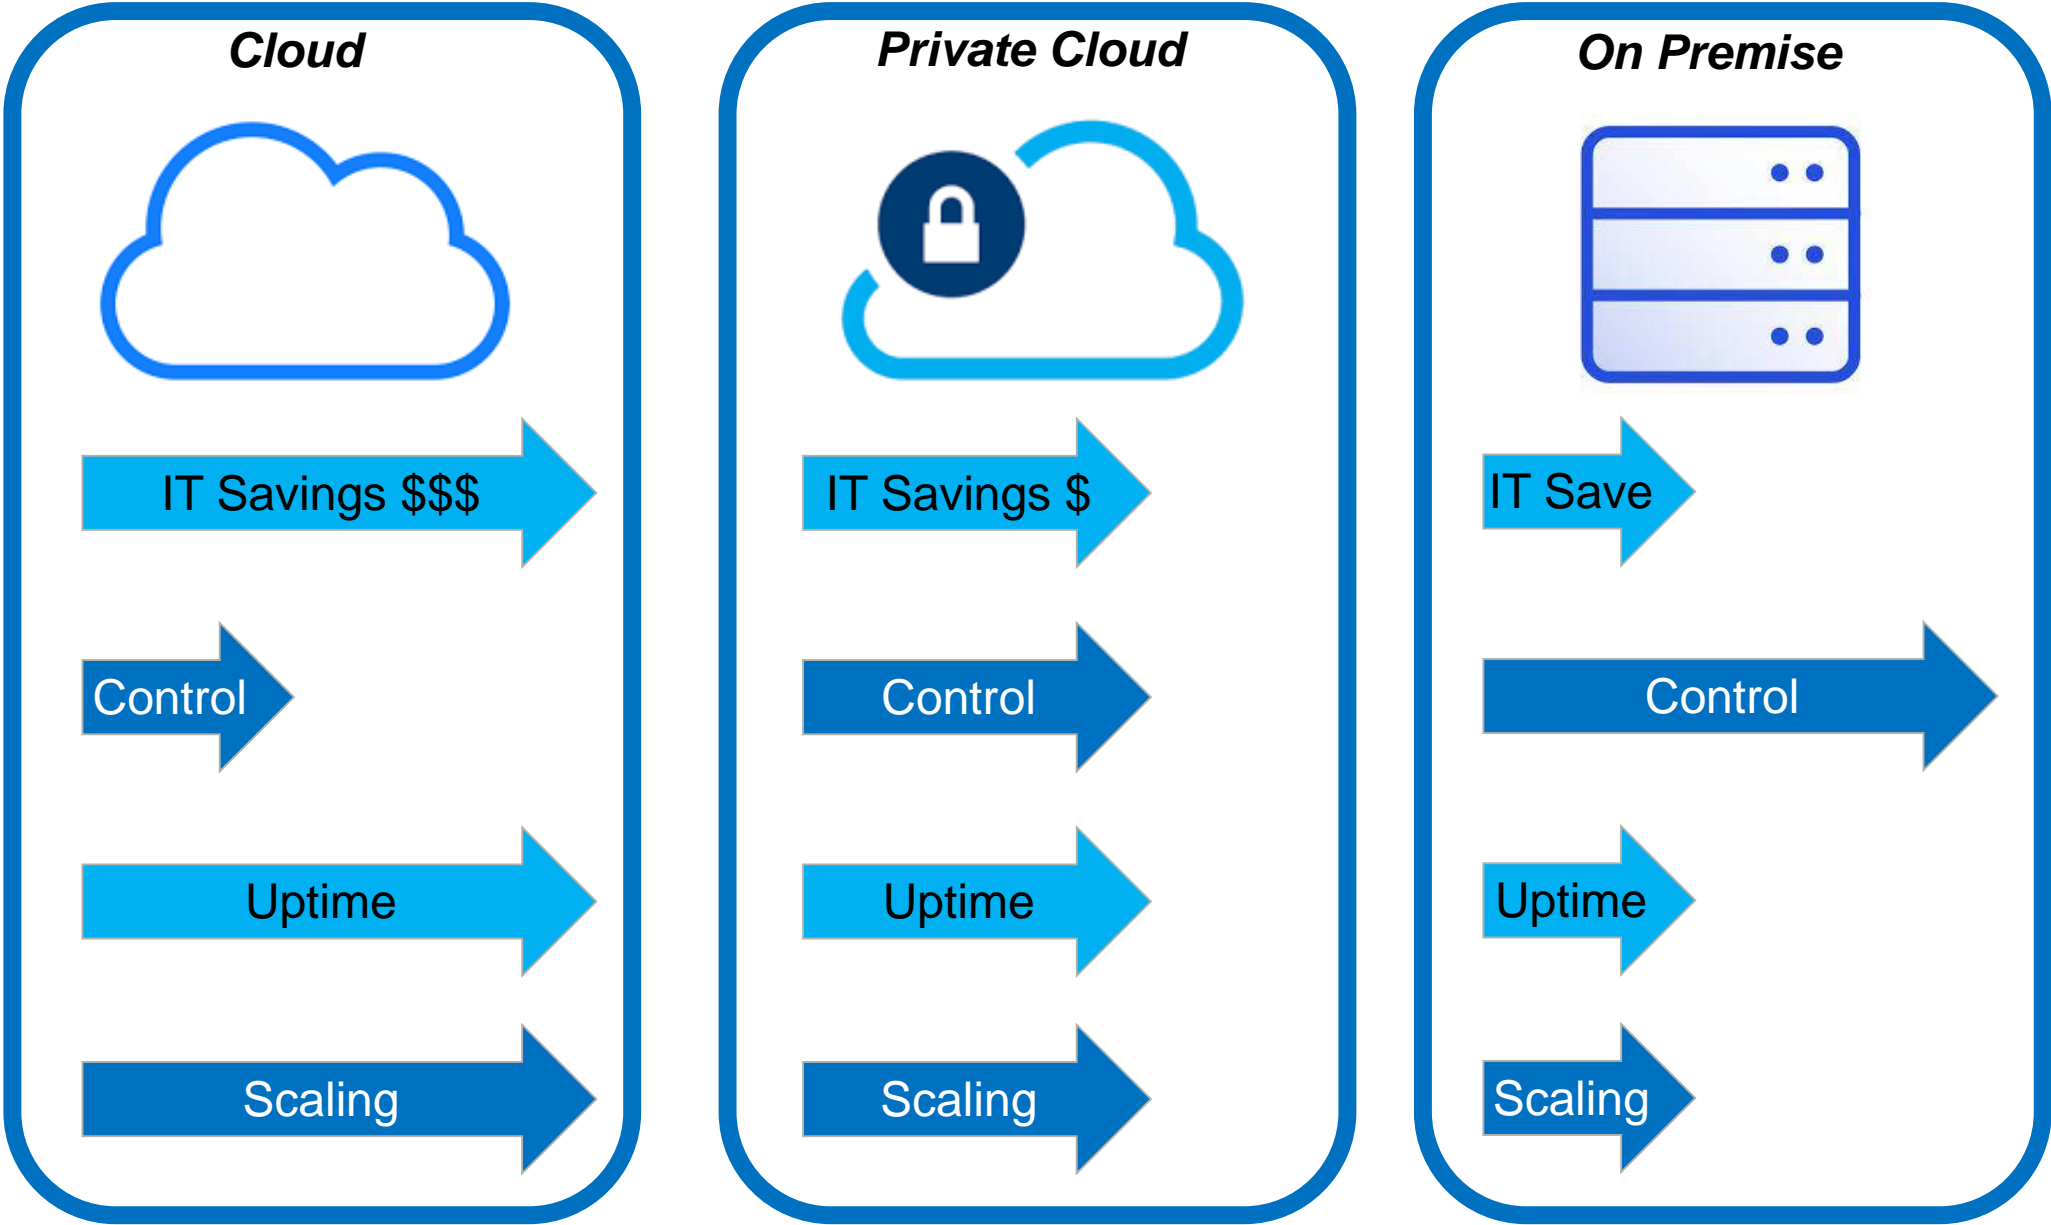 Cloud
IT Savings $$$
Control
Uptime
Scaling
Private Cloud
IT Savings $
Control
Uptime
Scaling
On Premise
IT Save
Control
Uptime
Scaling